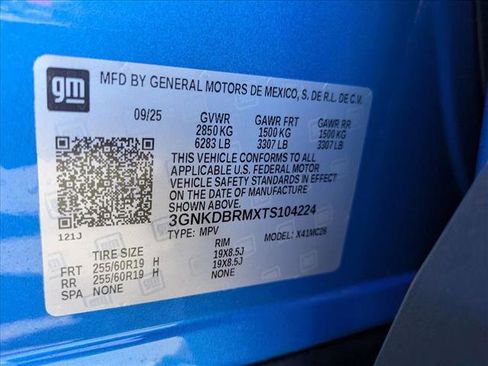 gm
MFD BY GENERAL MOTORS DE MEXICO, S. DE R.L. DE C.V.
09/25 GVWR GAWR FRT GAWR RR
2850 KG 1500 KG 1500 KG
6283 LB 3307 LB 3307 LB
THIS VEHICLE CONFORMS TO ALL
APPLICABLE U.S. FEDERAL MOTOR
VEHICLE SAFETY STANDARDS IN EFFECT
ON THE DATE OF MANUFACTURE
SHOWN ABOVE.
3GNKDBRMXTS104224
121J TYPE: MPV MODEL: X41MC26
TIRE SIZE RIM
FRT 255/60R19 H 19X8.5J
RR 255/60R19 H 19X8.5J
SPA NONE NONE